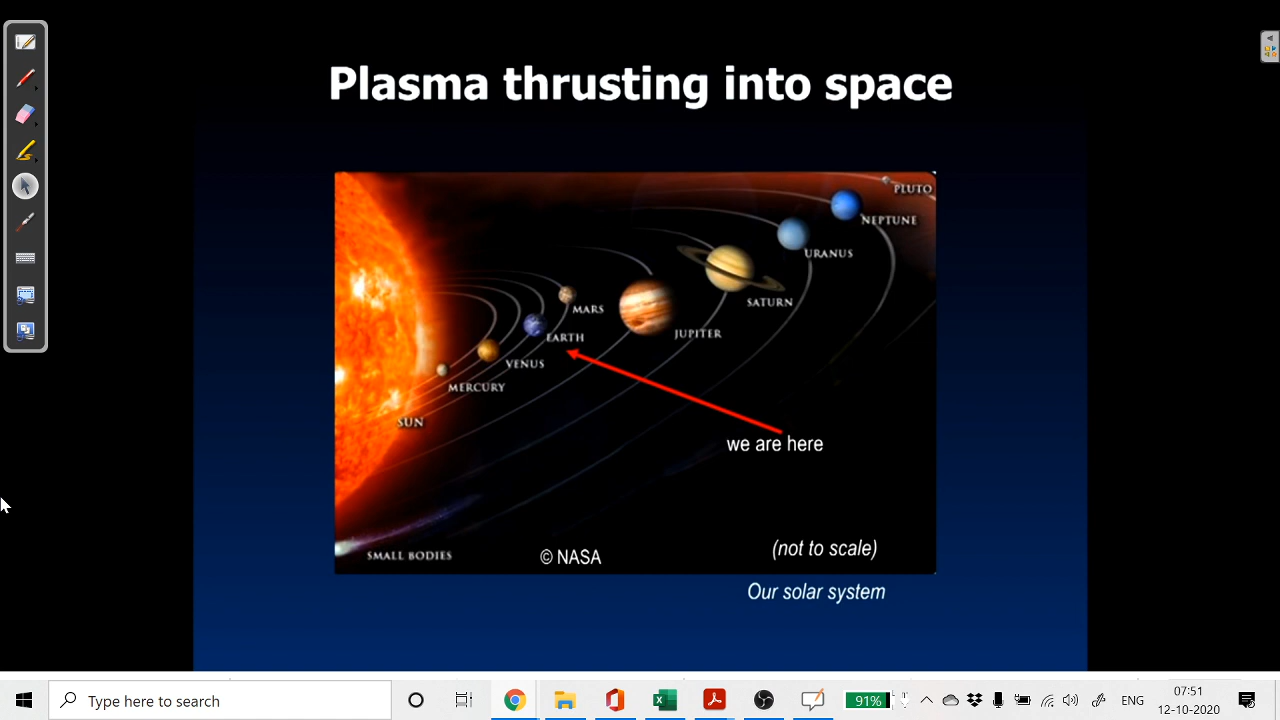 Plasma thrusting into space
PLUTO
NEPTUNE
URANUS
SATURN
MARS
JUPITER
EARTH
VENUS
MERCURY
SUN
we are here
(not to scale)
SMALL BODIES
© NASA
Our solar system
Type here to search
91%
ENG
07:51
12-10-2020